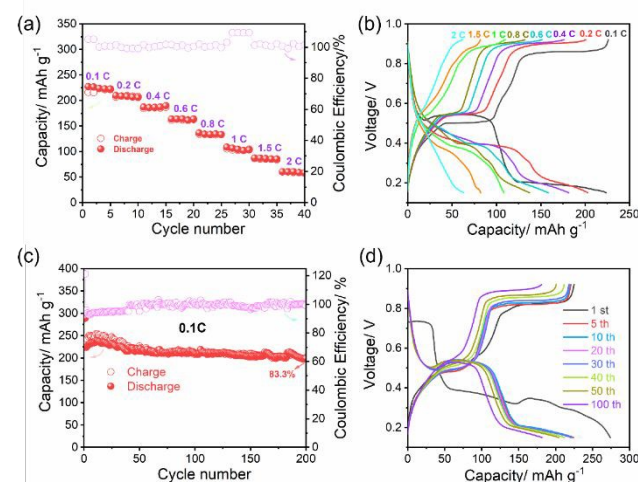 (a)
Capacity/ mAh g⁻¹
350
300
250
200
150
100
50
0
0.1 C
0.2 C
0.4 C
0.6 C
0.8 C
1 C
1.5 C
2 C
Charge
Discharge
100
80
60
40
20
0
Coulombic Efficiency/%
0 5 10 15 20 25 30 35 40
Cycle number
(b)
Voltage/ V
1.0
0.8
0.6
0.4
0.2
2 C 1.5 C 1 C 0.8 C 0.6 C 0.4 C 0.2 C 0.1 C
0 50 100 150 200 250
Capacity/ mAh g⁻¹
(c)
Capacity/ mAh g⁻¹
400
350
300
250
200
150
100
50
0
0.1C
83.3%
Charge
Discharge
120
100
80
60
40
20
0
Coulombic Efficiency/ %
0 50 100 150 200
Cycle number
(d)
Voltage/ V
1.0
0.8
0.6
0.4
0.2
1 st
5 th
10 th
20 th
30 th
40 th
50 th
100 th
0 50 100 150 200 250 300
Capacity/ mAh g⁻¹